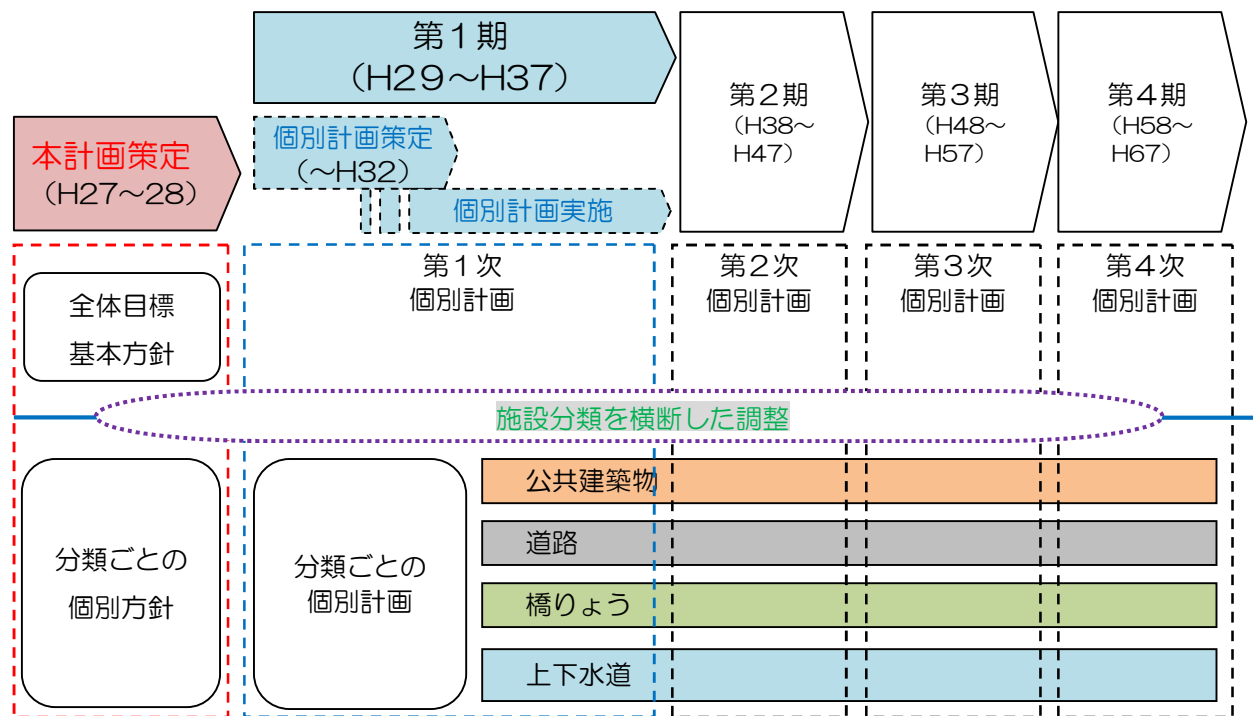 第１期
（H29～H37）
第２期
（H38～
H47）
第３期
（H48～
H57）
第４期
（H58～
H67）
本計画策定
（H27～28）
個別計画策定
（～H32）
個別計画実施
全体目標
基本方針
第１次
個別計画
第２次
個別計画
第３次
個別計画
第４次
個別計画
施設分類を横断した調整
分類ごとの
個別方針
分類ごとの
個別計画
公共建築物
道路
橋りょう
上下水道